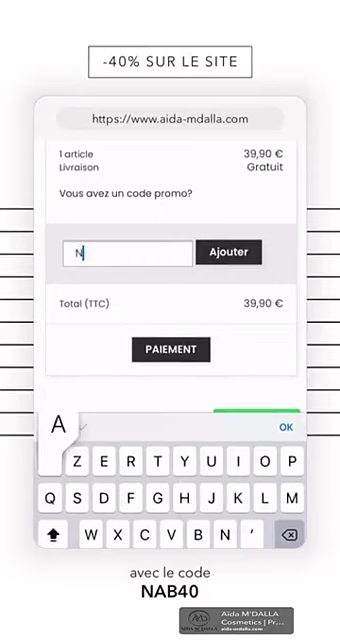 -40% SUR LE SITE
https://www.aida-mdalla.com
1 article 39,90 €
Livraison Gratuit
Vous avez un code promo?
N Ajouter
Total (TTC) 39,90 €
PAIEMENT
OK
A Z E R T Y U I O P
Q S D F G H J K L M
W X C V B N ’
avec le code
NAB40
Aïda M'DALLA
Cosmetics | Pr...
aida-mdalla.com